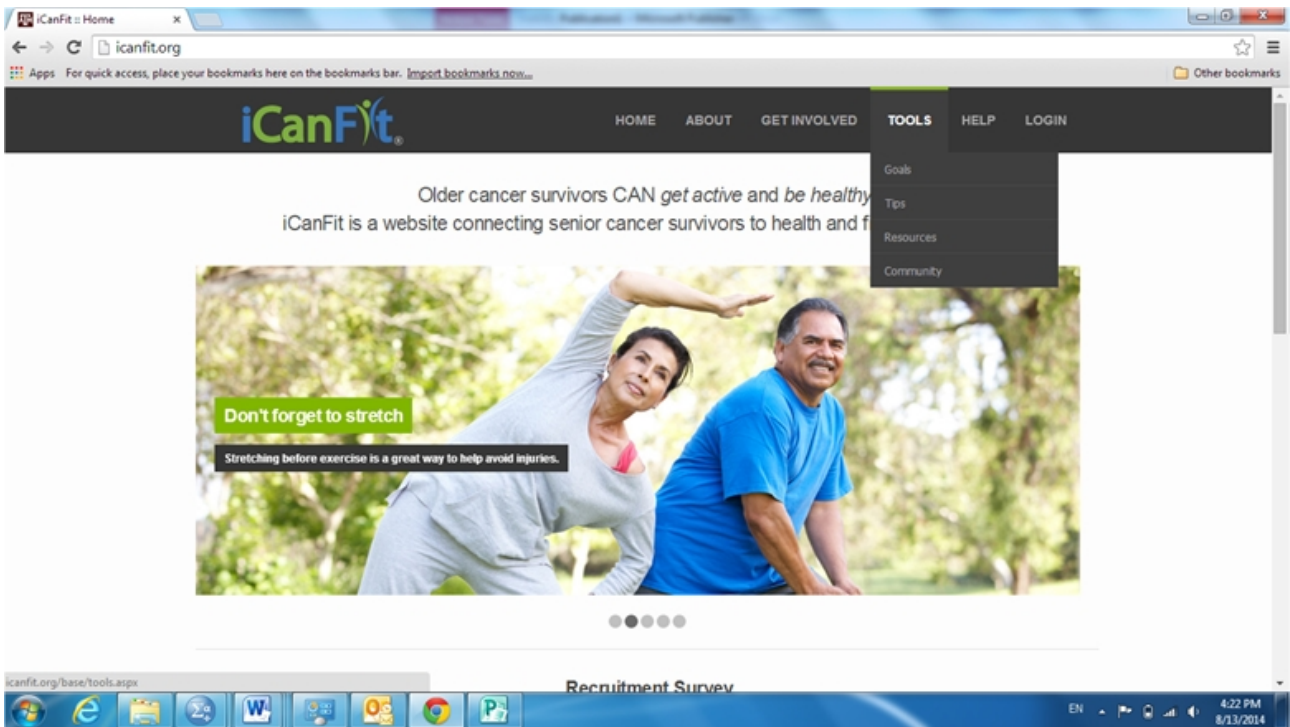 iCanFit :: Home
icanfit.org
Apps For quick access, place your bookmarks here on the bookmarks bar. Import bookmarks now...
Other bookmarks
iCanFit®
HOME ABOUT GET INVOLVED TOOLS HELP LOGIN
Goals
Tips
Resources
Community
Older cancer survivors CAN get active and be healthy
iCanFit is a website connecting senior cancer survivors to health and f
Don't forget to stretch
Stretching before exercise is a great way to help avoid injuries.
Recruitment Survey
icanfit.org/base/tools.aspx
EN
4:22 PM
8/13/2014